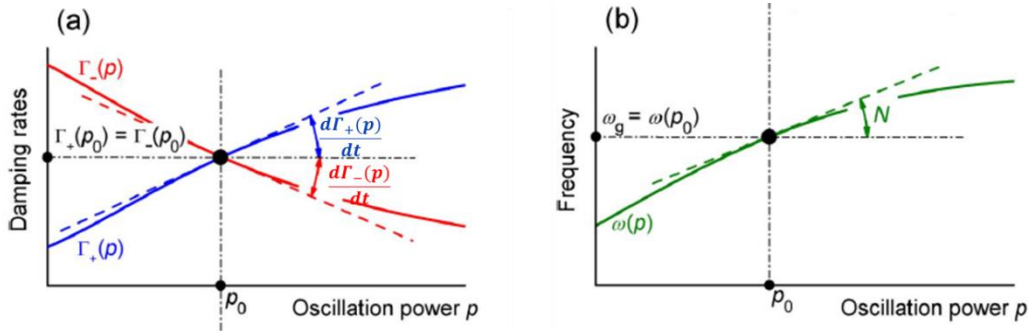 (a)
Damping rates
Γ₋(p)
Γ₊(p₀) = Γ₋(p₀)
Γ₊(p)
dΓ₊(p)
dt
dΓ₋(p)
dt
p₀
Oscillation power p
(b)
Frequency
ω_g = ω(p₀)
N
ω(p)
p₀
Oscillation power p